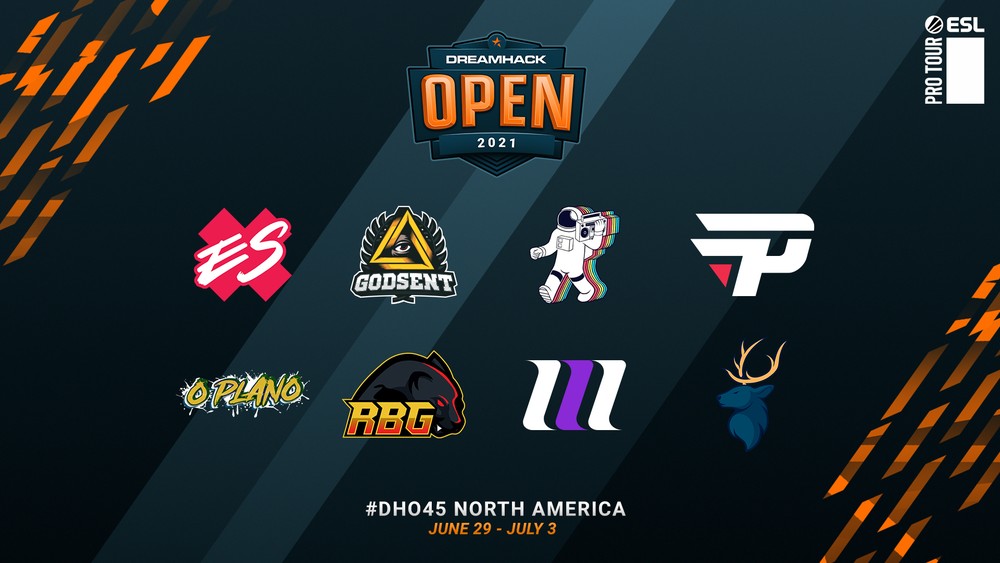 DREAMHACK
OPEN
2021
ESL
PRO TOUR
ES
GODSENT
P
O PLANO
RBG
#DHO45 NORTH AMERICA
JUNE 29 - JULY 3